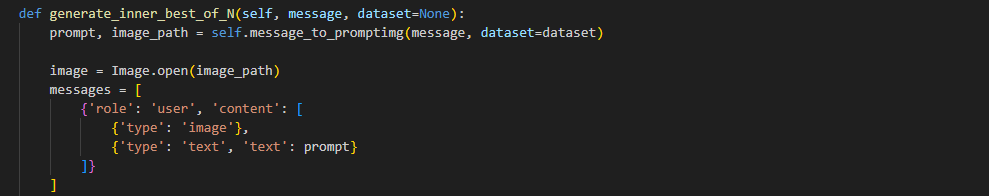 def generate_inner_best_of_N(self, message, dataset=None):
    prompt, image_path = self.message_to_promptimg(message, dataset=dataset)

    image = Image.open(image_path)
    messages = [
        {'role': 'user', 'content': [
            {'type': 'image'},
            {'type': 'text', 'text': prompt}
        ]}
    ]